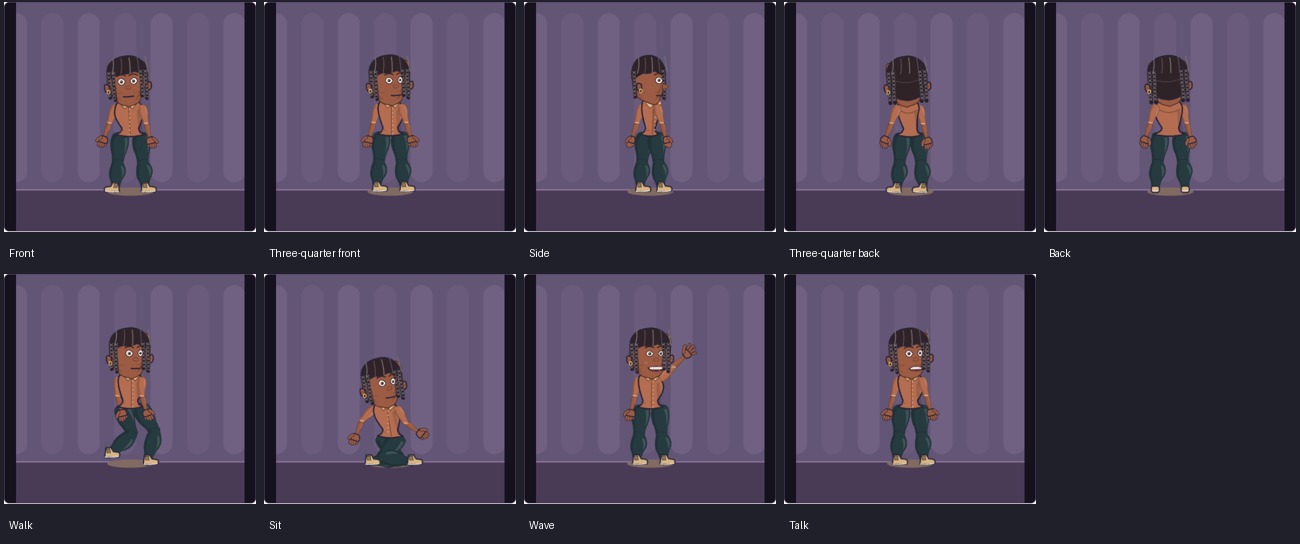 Front
Three-quarter front
Side
Three-quarter back
Back
Walk
Sit
Wave
Talk